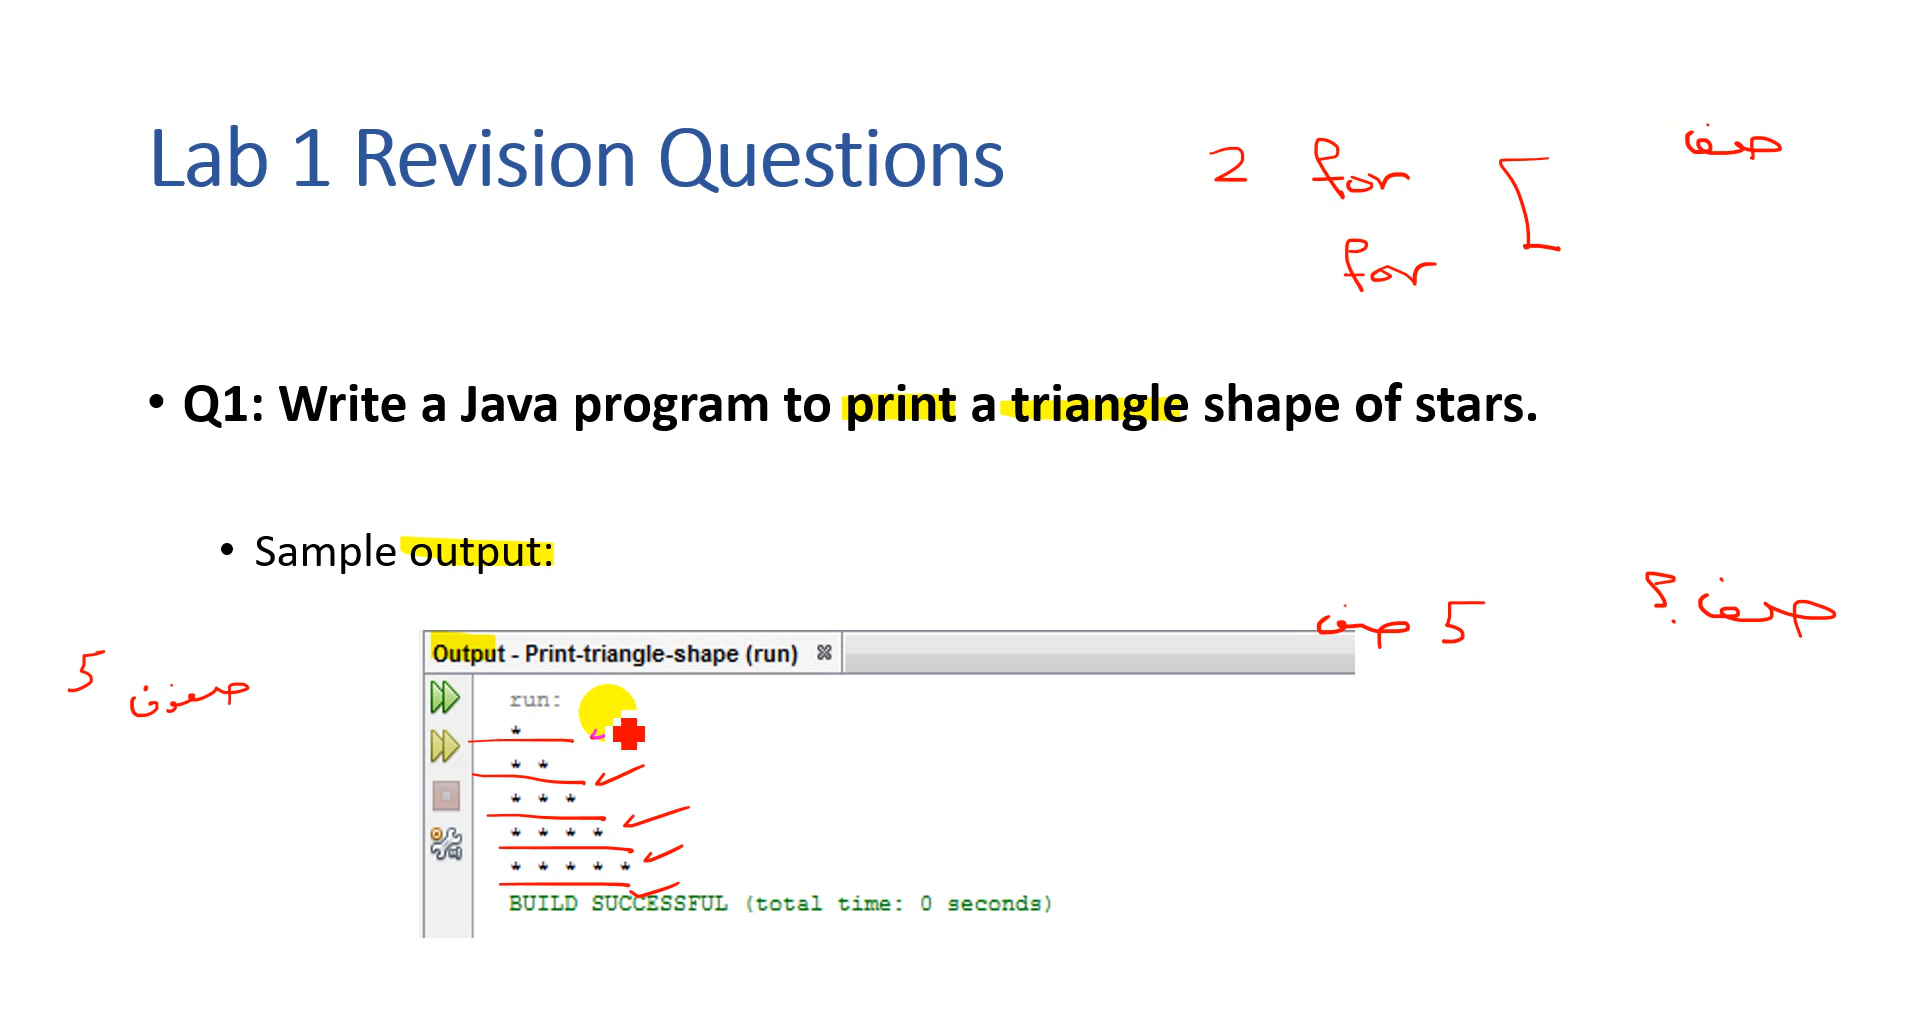 Lab 1 Revision Questions
2 for
صف
for
• Q1: Write a Java program to print a triangle shape of stars.
• Sample output:
صف ؟
5 صف
5 صفوف
Output - Print-triangle-shape (run)
run:
*
* *
* * *
* * * *
* * * * *
BUILD SUCCESSFUL (total time: 0 seconds)